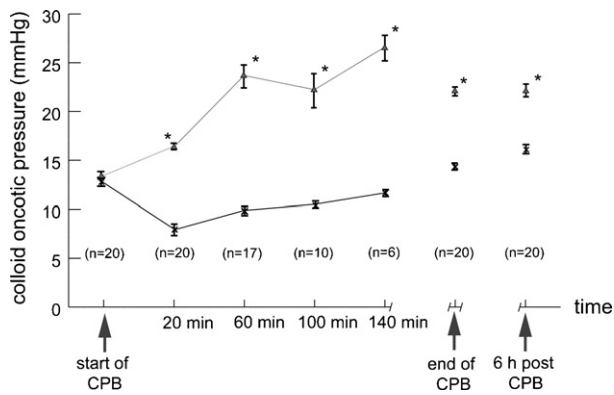 colloid oncotic pressure (mmHg)
30
25
20
15
10
5
0
*
*
*
*
*
*
(n=20)
(n=20)
(n=17)
(n=10)
(n=6)
(n=20)
(n=20)
20 min
60 min
100 min
140 min
time
start of
CPB
end of
CPB
6 h post
CPB